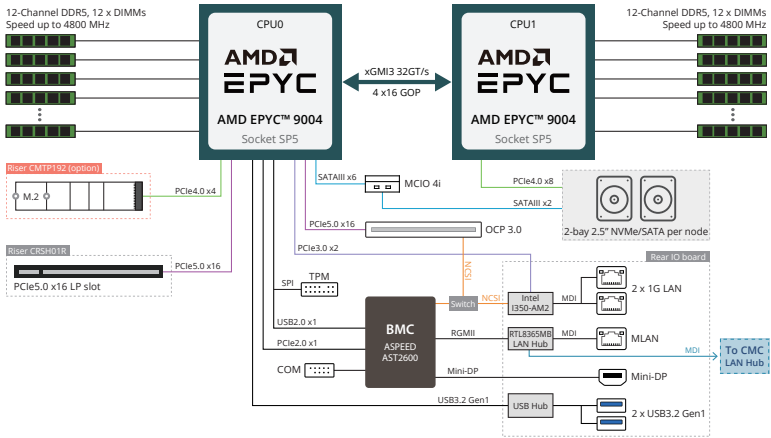 12-Channel DDR5, 12 x DIMMs
Speed up to 4800 MHz
CPU0
AMD
EPYC
AMD EPYC™ 9004
Socket SP5
xGMI3 32GT/s
4 x16 GOP
CPU1
AMD
EPYC
AMD EPYC™ 9004
Socket SP5
12-Channel DDR5, 12 x DIMMs
Speed up to 4800 MHz
Riser CMTP192 (option)
M.2
PCIe4.0 x4
SATAIII x6
MCIO 4i
PCIe4.0 x8
SATAIII x2
2-bay 2.5” NVMe/SATA per node
PCIe5.0 x16
OCP 3.0
Riser CRSH01R
PCIe5.0 x16
PCIe5.0 x16 LP slot
PCIe3.0 x2
NCSI
Rear IO board
SPI
TPM
Switch
NCSI
Intel
I350-AM2
MDI
2 x 1G LAN
USB2.0 x1
BMC
ASPEED
AST2600
RGMII
RTL8365MB
LAN Hub
MDI
MLAN
PCIe2.0 x1
MDI
To CMC
LAN Hub
COM
Mini-DP
Mini-DP
USB3.2 Gen1
USB Hub
2 x USB3.2 Gen1